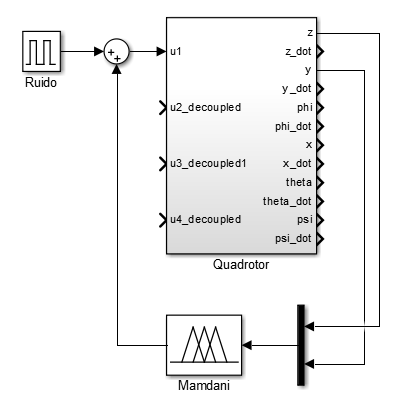 z
u1
z_dot
y
y_dot
u2_decoupled
phi
phi_dot
x
u3_decoupled1
x_dot
theta
theta_dot
u4_decoupled
psi
psi_dot
Ruido
Quadrotor
Mamdani